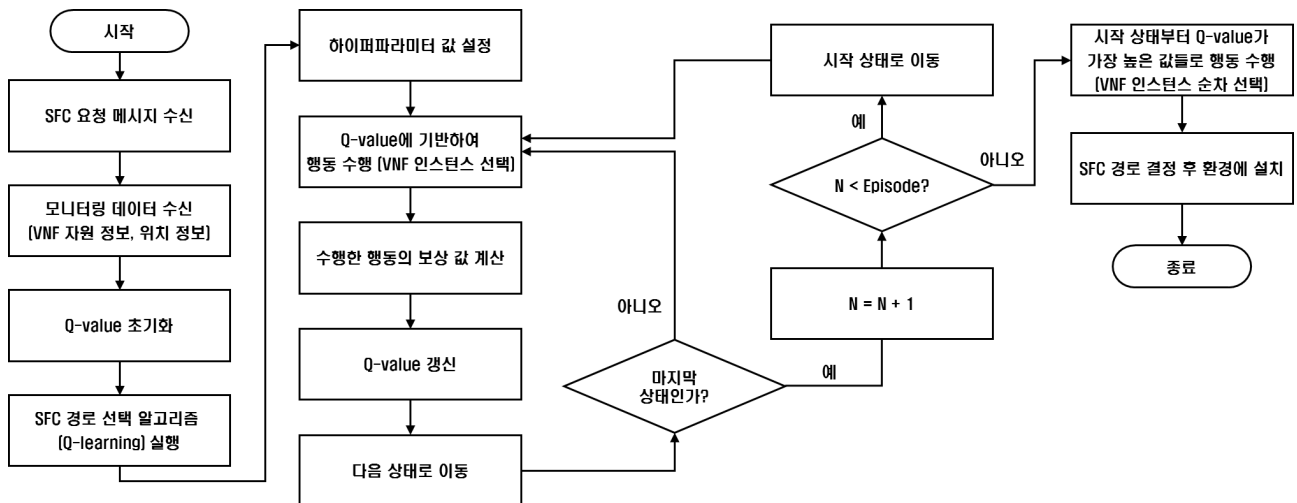 시작
SFC 요청 메시지 수신
모니터링 데이터 수신
(VNF 자원 정보, 위치 정보)
Q-value 초기화
SFC 경로 선택 알고리즘
(Q-learning) 실행
하이퍼파라미터 값 설정
Q-value에 기반하여
행동 수행 (VNF 인스턴스 선택)
수행한 행동의 보상 값 계산
Q-value 갱신
다음 상태로 이동
마지막
상태인가?
아니오
예
N = N + 1
N < Episode?
예
시작 상태로 이동
아니오
시작 상태부터 Q-value가
가장 높은 값들로 행동 수행
(VNF 인스턴스 순차 선택)
SFC 경로 결정 후 환경에 설치
종료